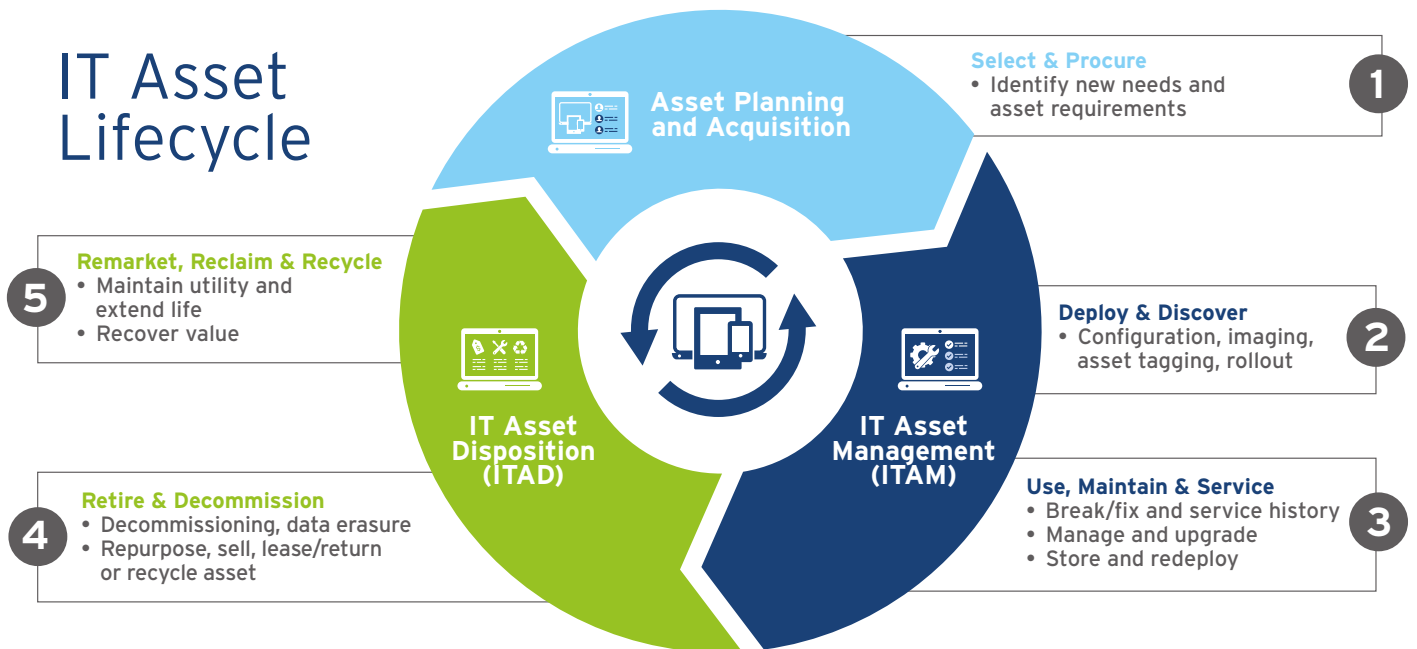 IT Asset
Lifecycle
Asset Planning
and Acquisition
Select & Procure
• Identify new needs and
asset requirements
1
Deploy & Discover
• Configuration, imaging,
asset tagging, rollout
2
IT Asset
Management
(ITAM)
Use, Maintain & Service
• Break/fix and service history
• Manage and upgrade
• Store and redeploy
3
IT Asset
Disposition
(ITAD)
Retire & Decommission
• Decommissioning, data erasure
• Repurpose, sell, lease/return
or recycle asset
4
Remarket, Reclaim & Recycle
• Maintain utility and
extend life
• Recover value
5